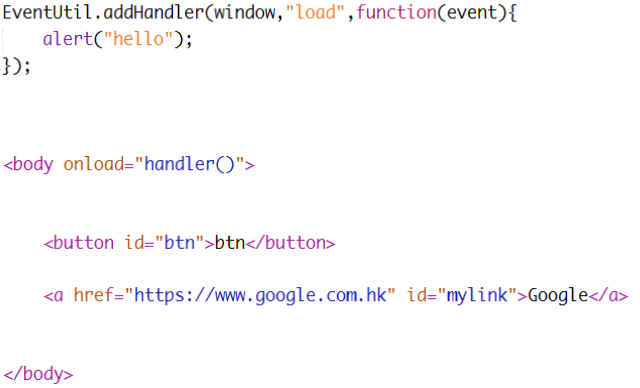 EventUtil.addHandler(window,"load",function(event){
    alert("hello");
});
<body onload="handler()">
    <button id="btn">btn</button>
    <a href="https://www.google.com.hk" id="mylink">Google</a>
</body>